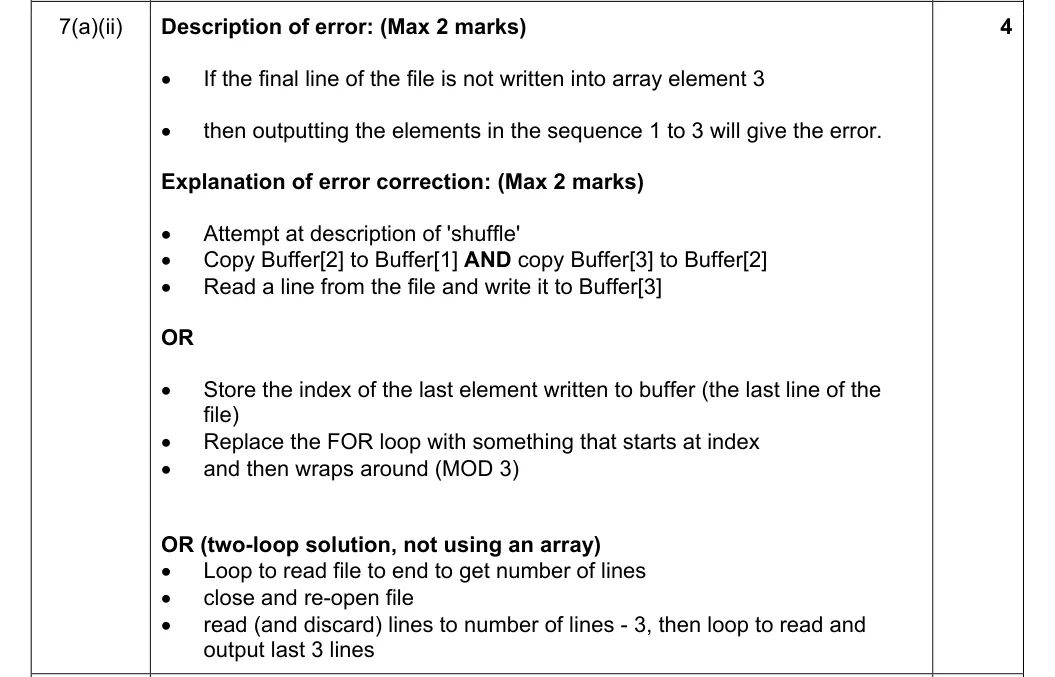 7(a)(ii) Description of error: (Max 2 marks) 4
• If the final line of the file is not written into array element 3
• then outputting the elements in the sequence 1 to 3 will give the error.
Explanation of error correction: (Max 2 marks)
• Attempt at description of 'shuffle'
• Copy Buffer[2] to Buffer[1] AND copy Buffer[3] to Buffer[2]
• Read a line from the file and write it to Buffer[3]
OR
• Store the index of the last element written to buffer (the last line of the
file)
• Replace the FOR loop with something that starts at index
• and then wraps around (MOD 3)
OR (two-loop solution, not using an array)
• Loop to read file to end to get number of lines
• close and re-open file
• read (and discard) lines to number of lines - 3, then loop to read and
output last 3 lines